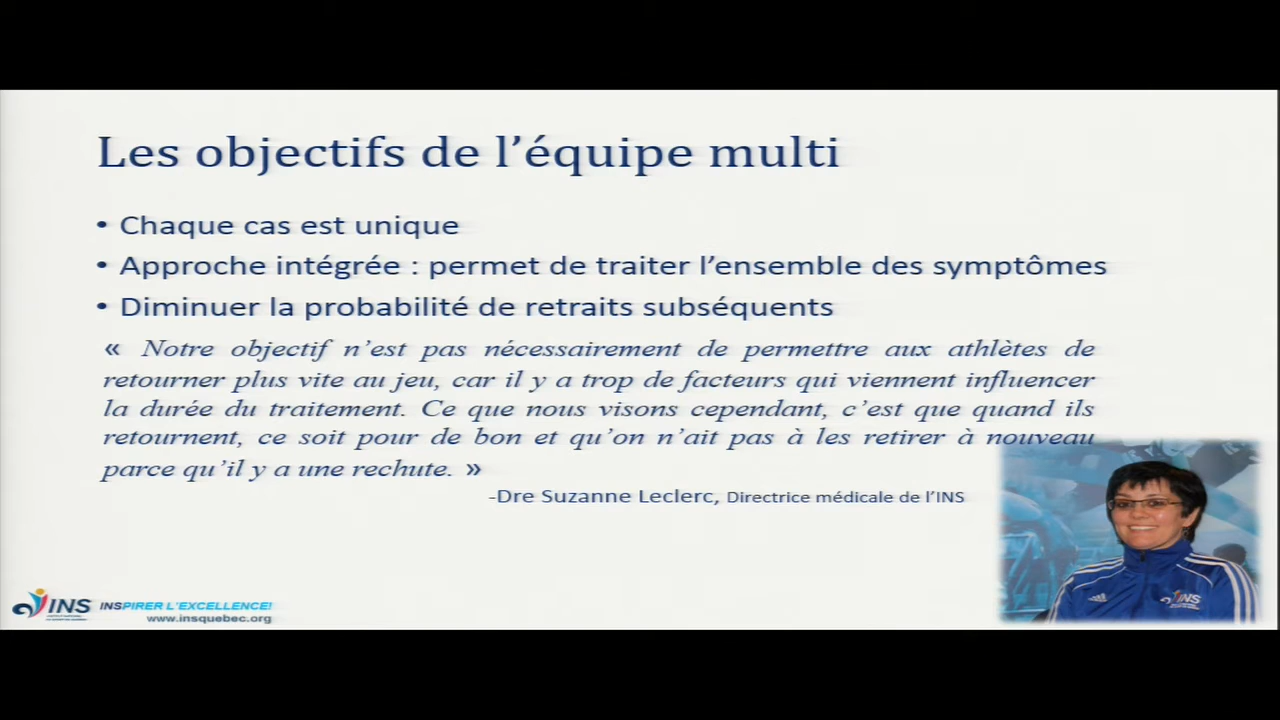 Les objectifs de l’équipe multi
• Chaque cas est unique
• Approche intégrée : permet de traiter l’ensemble des symptômes
• Diminuer la probabilité de retraits subséquents
« Notre objectif n’est pas nécessairement de permettre aux athlètes de
retourner plus vite au jeu, car il y a trop de facteurs qui viennent influencer
la durée du traitement. Ce que nous visons cependant, c’est que quand ils
retournent, ce soit pour de bon et qu’on n’ait pas à les retirer à nouveau
parce qu’il y a une rechute. »
-Dre Suzanne Leclerc, Directrice médicale de l’INS
INS
INS
INSPIRER L’EXCELLENCE!
www.insquebec.org